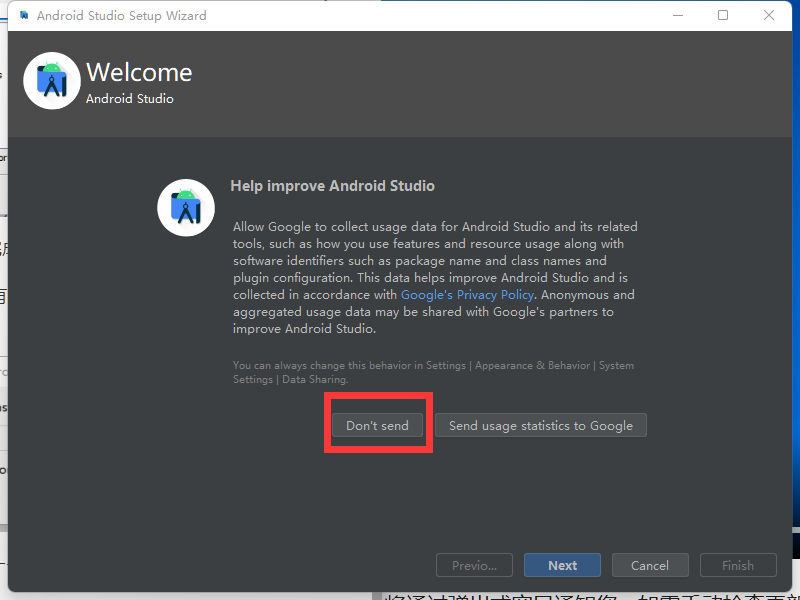 Android Studio Setup Wizard
Welcome
Android Studio
Help improve Android Studio
Allow Google to collect usage data for Android Studio and its related
tools, such as how you use features and resource usage along with
software identifiers such as package name and class names and
plugin configuration. This data helps improve Android Studio and is
collected in accordance with Google's Privacy Policy. Anonymous and
aggregated usage data may be shared with Google's partners to
improve Android Studio.
You can always change this behavior in Settings | Appearance & Behavior | System
Settings | Data Sharing.
Don't send
Send usage statistics to Google
Previo...
Next
Cancel
Finish